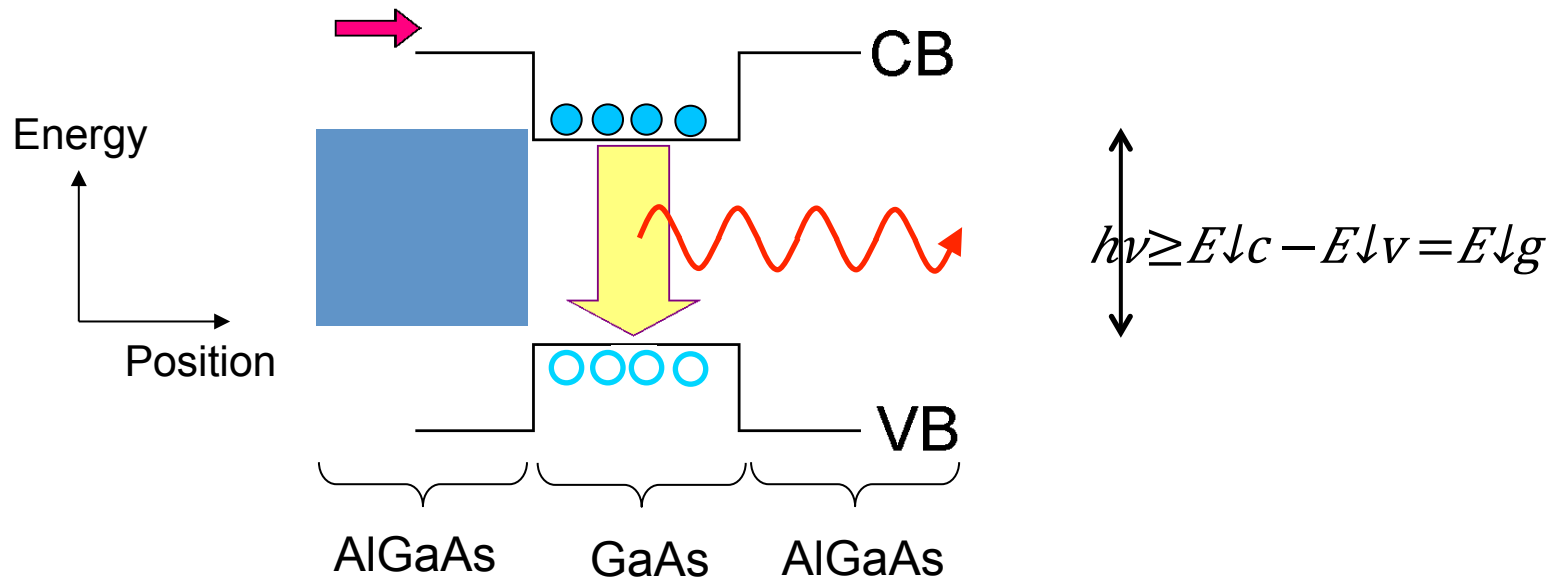 CB
Energy
hν≥E↓c −E↓v =E↓g
Position
VB
AlGaAs GaAs AlGaAs